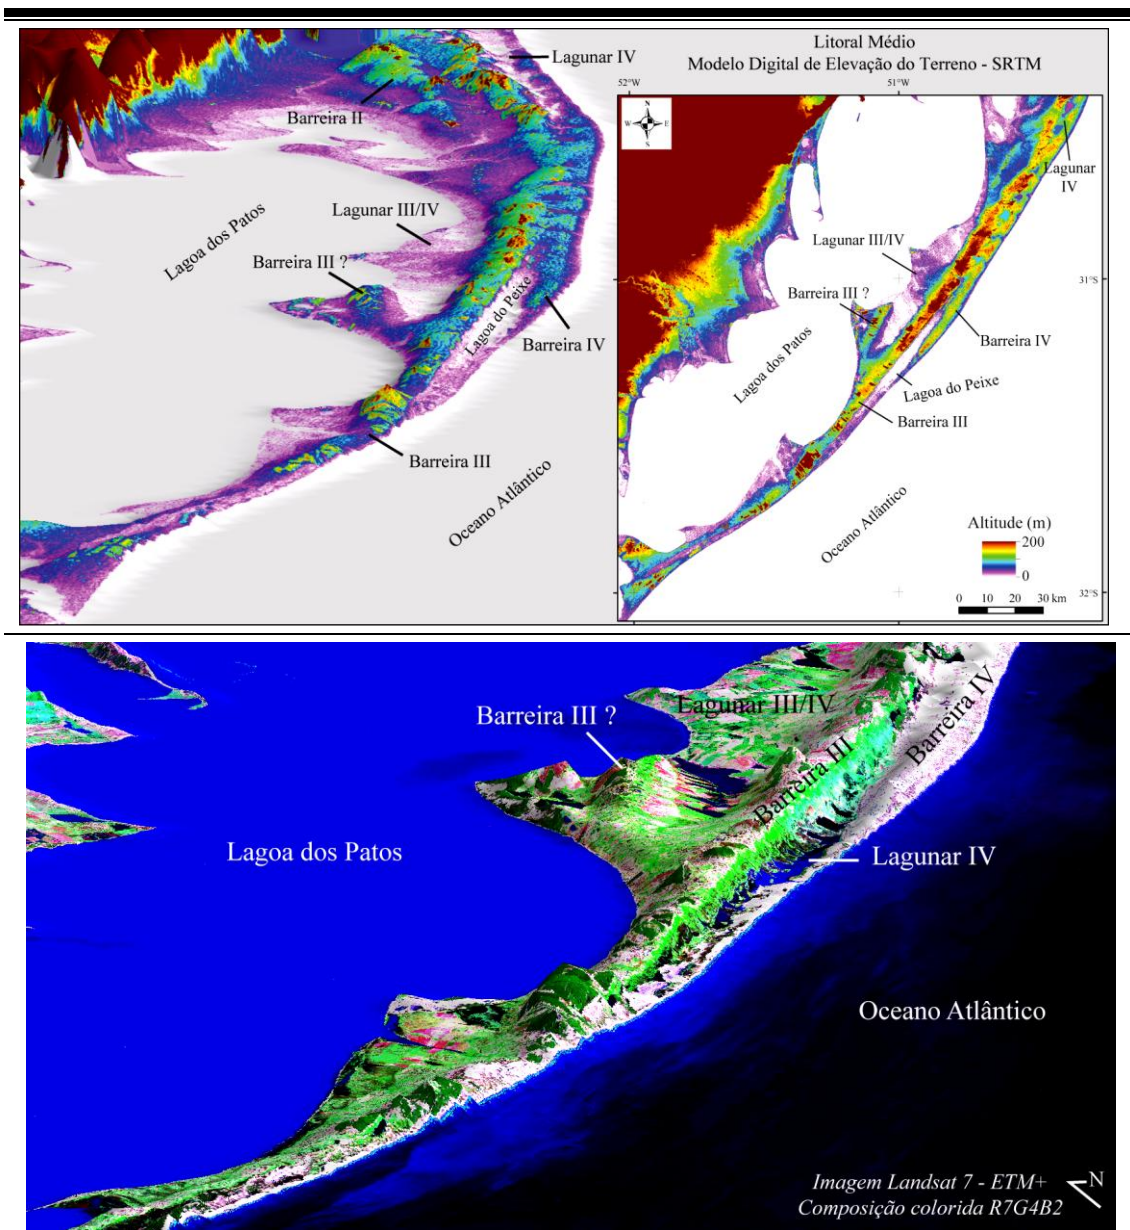 Lagunar IV
Barreira II
Lagunar III/IV
Lagoa dos Patos
Barreira III ?
Lagoa do Peixe
Barreira IV
Barreira III
Oceano Atlântico
Litoral Médio
Modelo Digital de Elevação do Terreno - SRTM
52°W
51°W
N
W
E
S
Lagunar
IV
Lagunar III/IV
31°S
Barreira III ?
Barreira IV
Lagoa dos Patos
Lagoa do Peixe
Barreira III
Oceano Atlântico
Altitude (m)
200
0
0 10 20 30 km
32°S
Lagunar III/IV
Barreira IV
Barreira III ?
Barreira III
Lagoa dos Patos
Lagunar IV
Oceano Atlântico
Imagem Landsat 7 - ETM+
N
Composição colorida R7G4B2